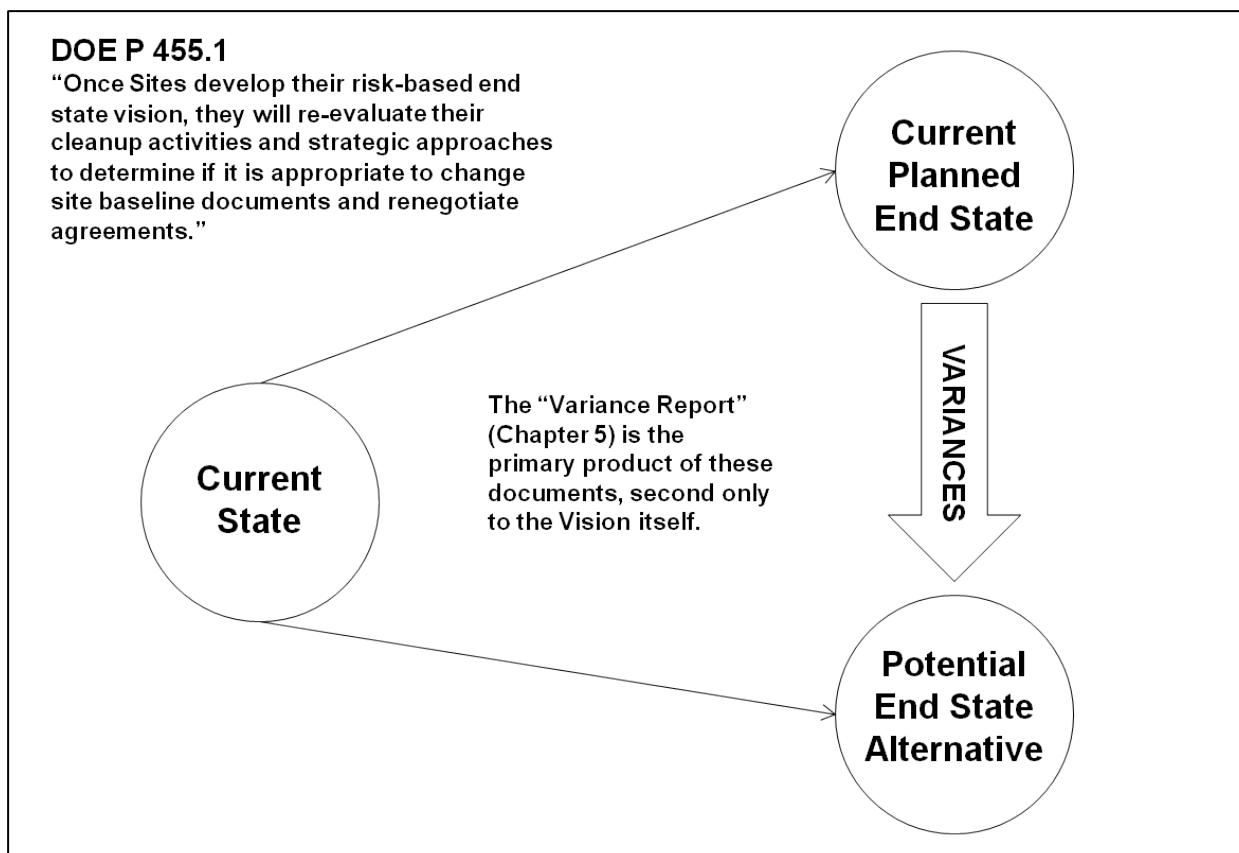 DOE P 455.1
“Once Sites develop their risk-based end
state vision, they will re-evaluate their
cleanup activities and strategic approaches
to determine if it is appropriate to change
site baseline documents and renegotiate
agreements.”
Current
Planned
End State
VARIANCES
The “Variance Report”
(Chapter 5) is the
primary product of these
documents, second only
to the Vision itself.
Current
State
Potential
End State
Alternative